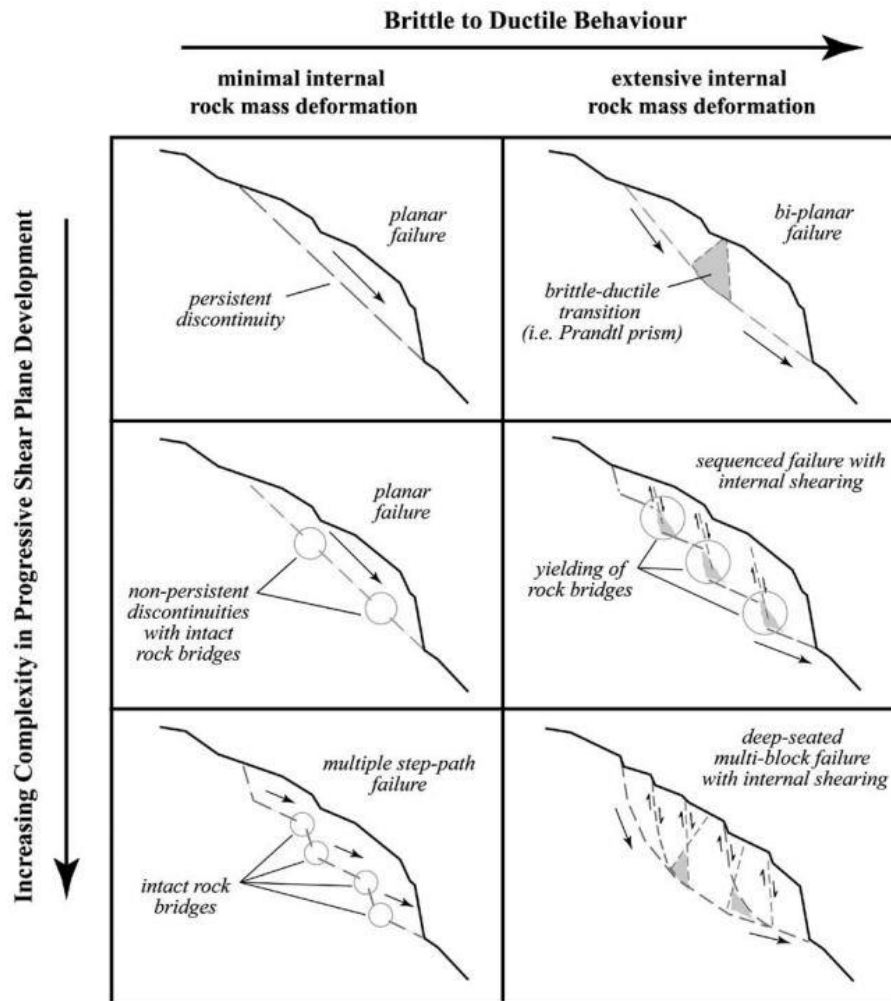 Brittle to Ductile Behaviour
minimal internal
rock mass deformation
extensive internal
rock mass deformation
Increasing Complexity in Progressive Shear Plane Development
planar
failure
persistent
discontinuity
bi-planar
failure
brittle-ductile
transition
(i.e. Prandtl prism)
planar
failure
non-persistent
discontinuities
with intact
rock bridges
sequenced failure with
internal shearing
yielding of
rock bridges
multiple step-path
failure
intact rock
bridges
deep-seated
multi-block failure
with internal shearing